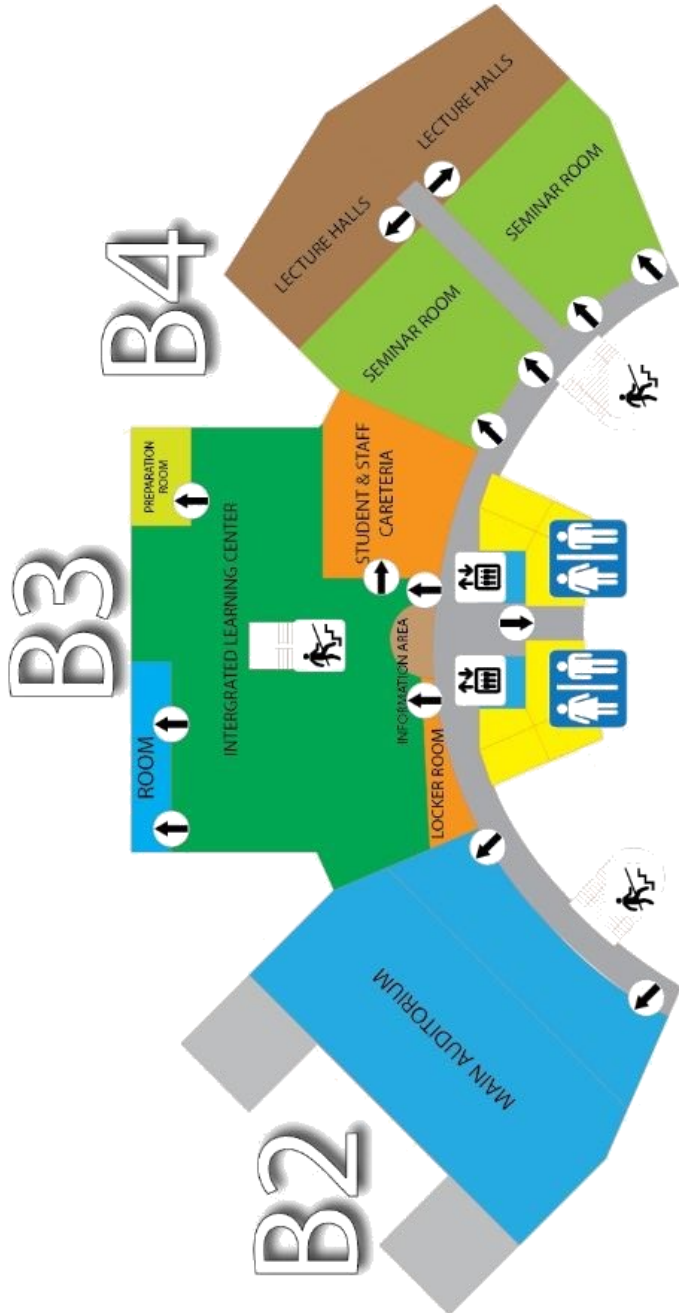 B4
LECTURE HALLS
LECTURE HALLS
SEMINAR ROOM
SEMINAR ROOM
B3
PREPARATION
ROOM
STUDENT & STAFF
CARETERIA
INTERGRATED LEARNING CENTER
INFORMATION AREA
ROOM
LOCKER ROOM
B2
MAIN AUDITORIUM